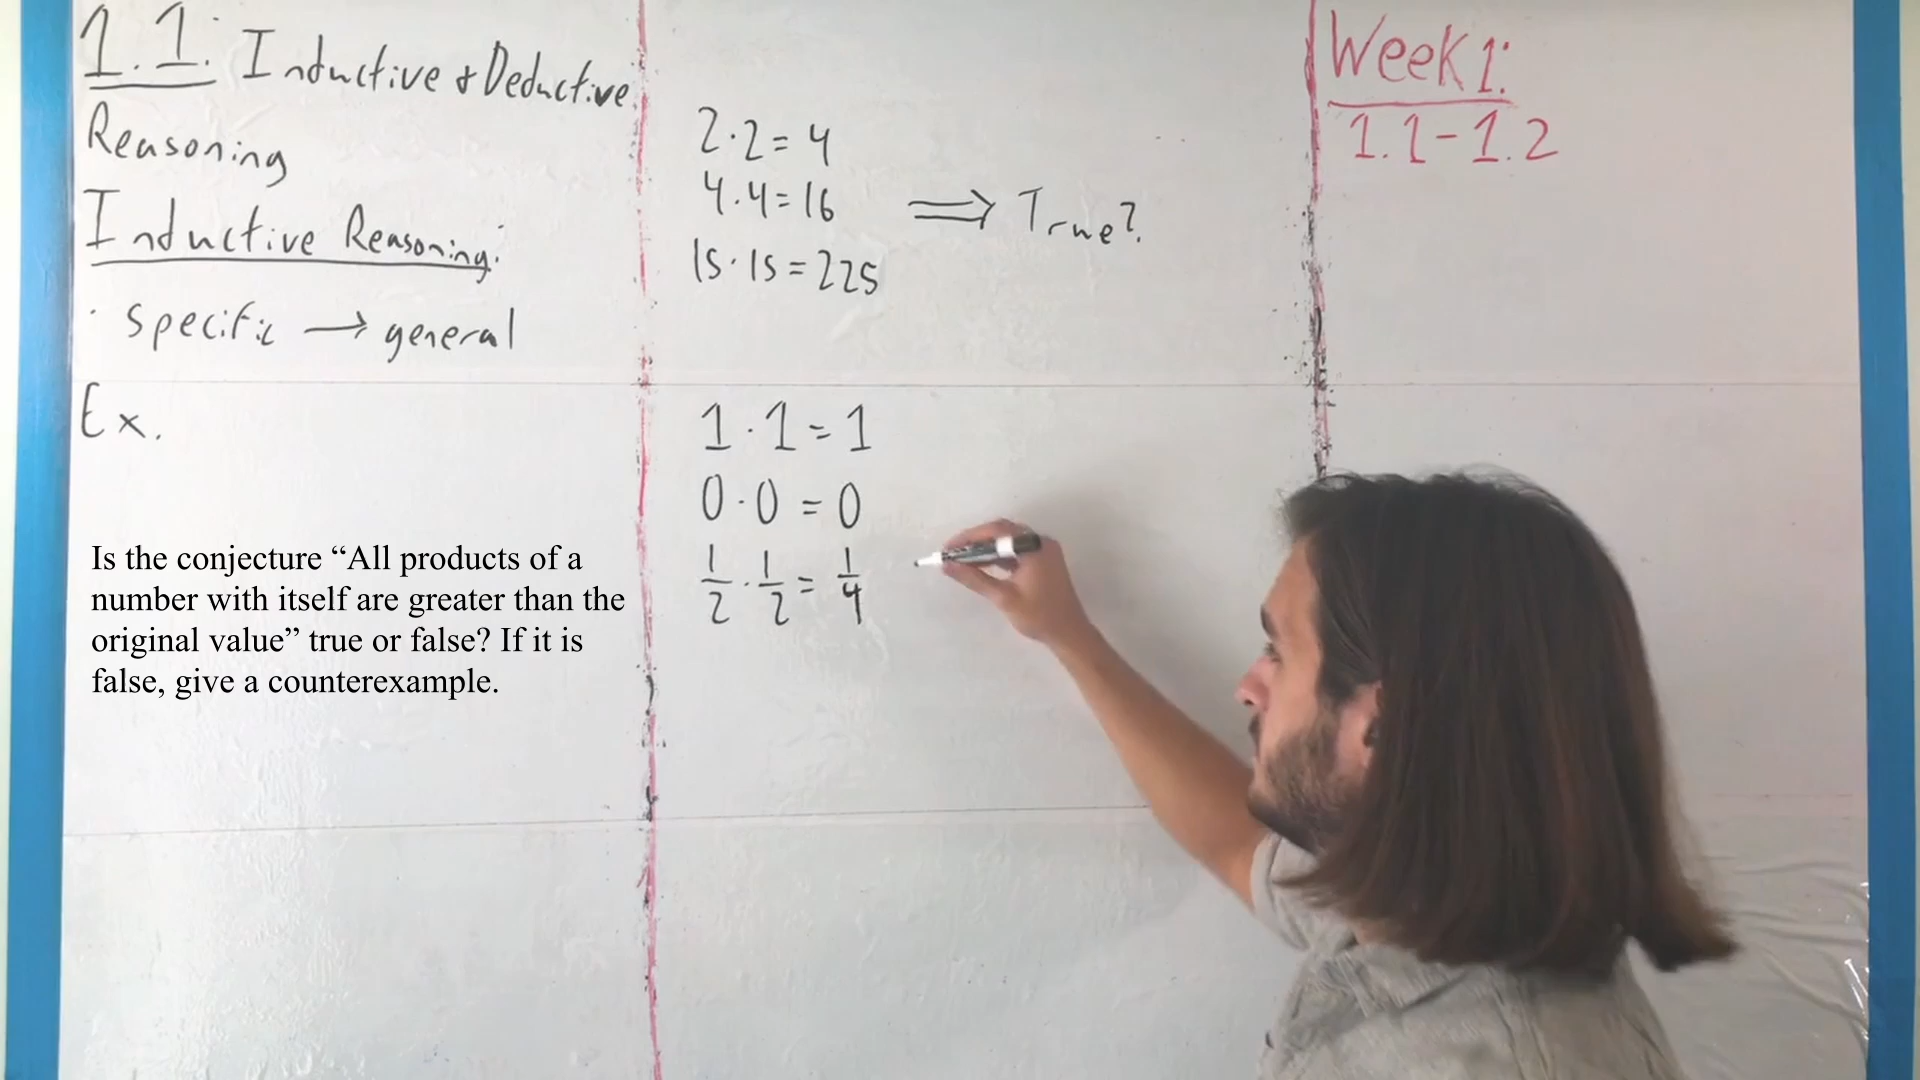 1.1: Inductive & Deductive
Reasoning
Inductive Reasoning:
· specific → general
Ex.
Is the conjecture “All products of a
number with itself are greater than the
original value” true or false? If it is
false, give a counterexample.
2·2=4
4·4=16
15·15=225
⟹ True?
1·1=1
0·0=0
1/2·1/2=1/4
Week 1:
1.1-1.2